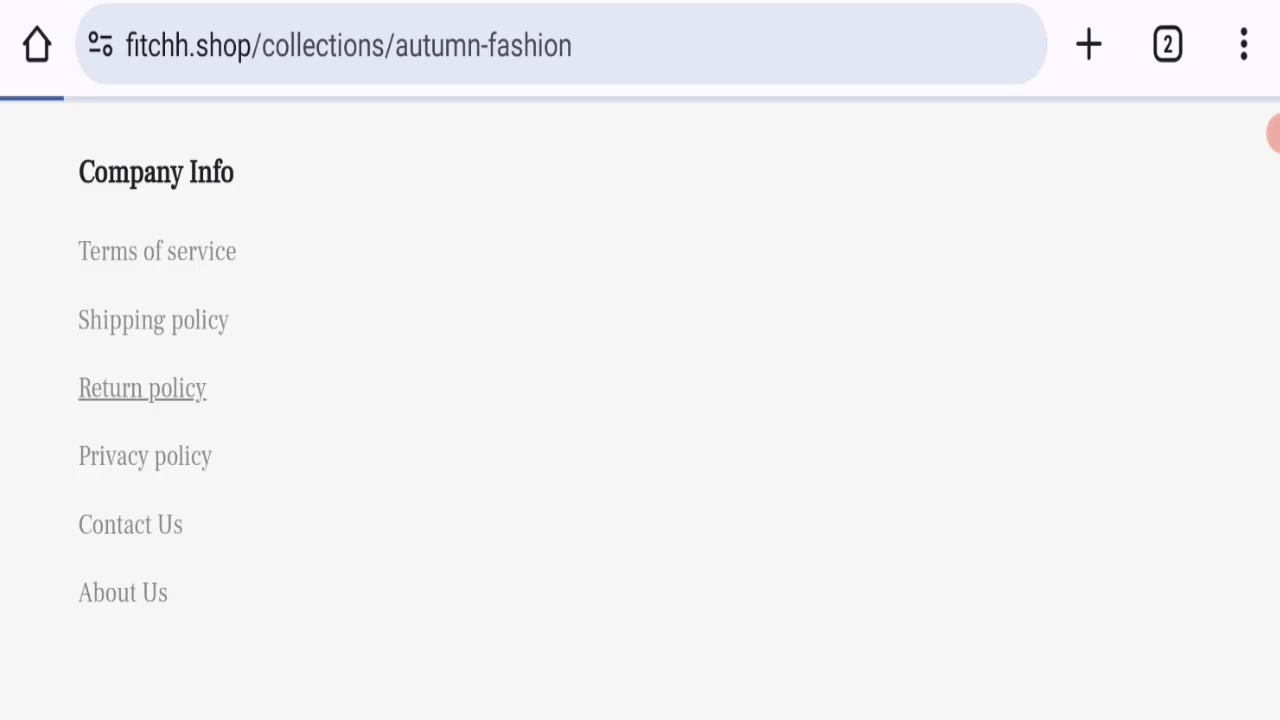 fitchh.shop/collections/autumn-fashion
2
Company Info
Terms of service
Shipping policy
Return policy
Privacy policy
Contact Us
About Us